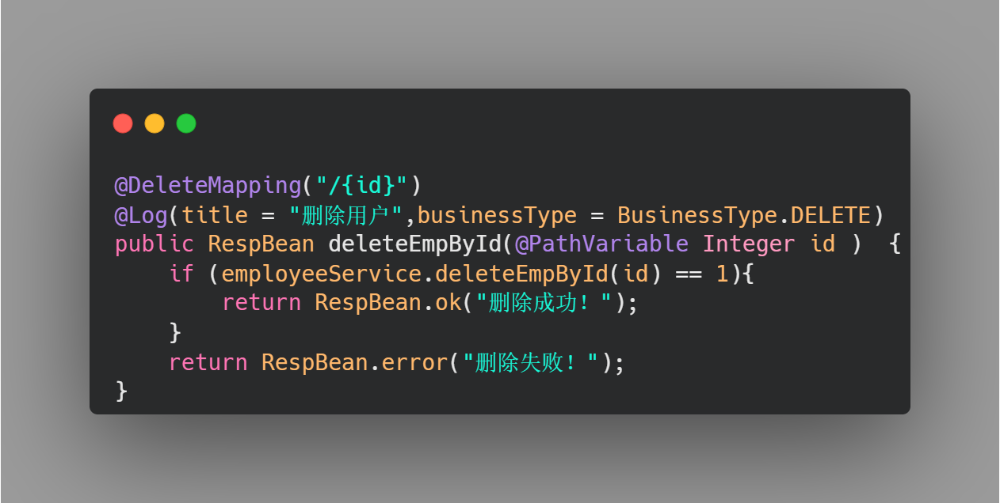 @DeleteMapping("/{id}")
@Log(title = "删除用户",businessType = BusinessType.DELETE)
public RespBean deleteEmpById(@PathVariable Integer id )  {
    if (employeeService.deleteEmpById(id) == 1){
        return RespBean.ok("删除成功！");
    }
    return RespBean.error("删除失败！");
}